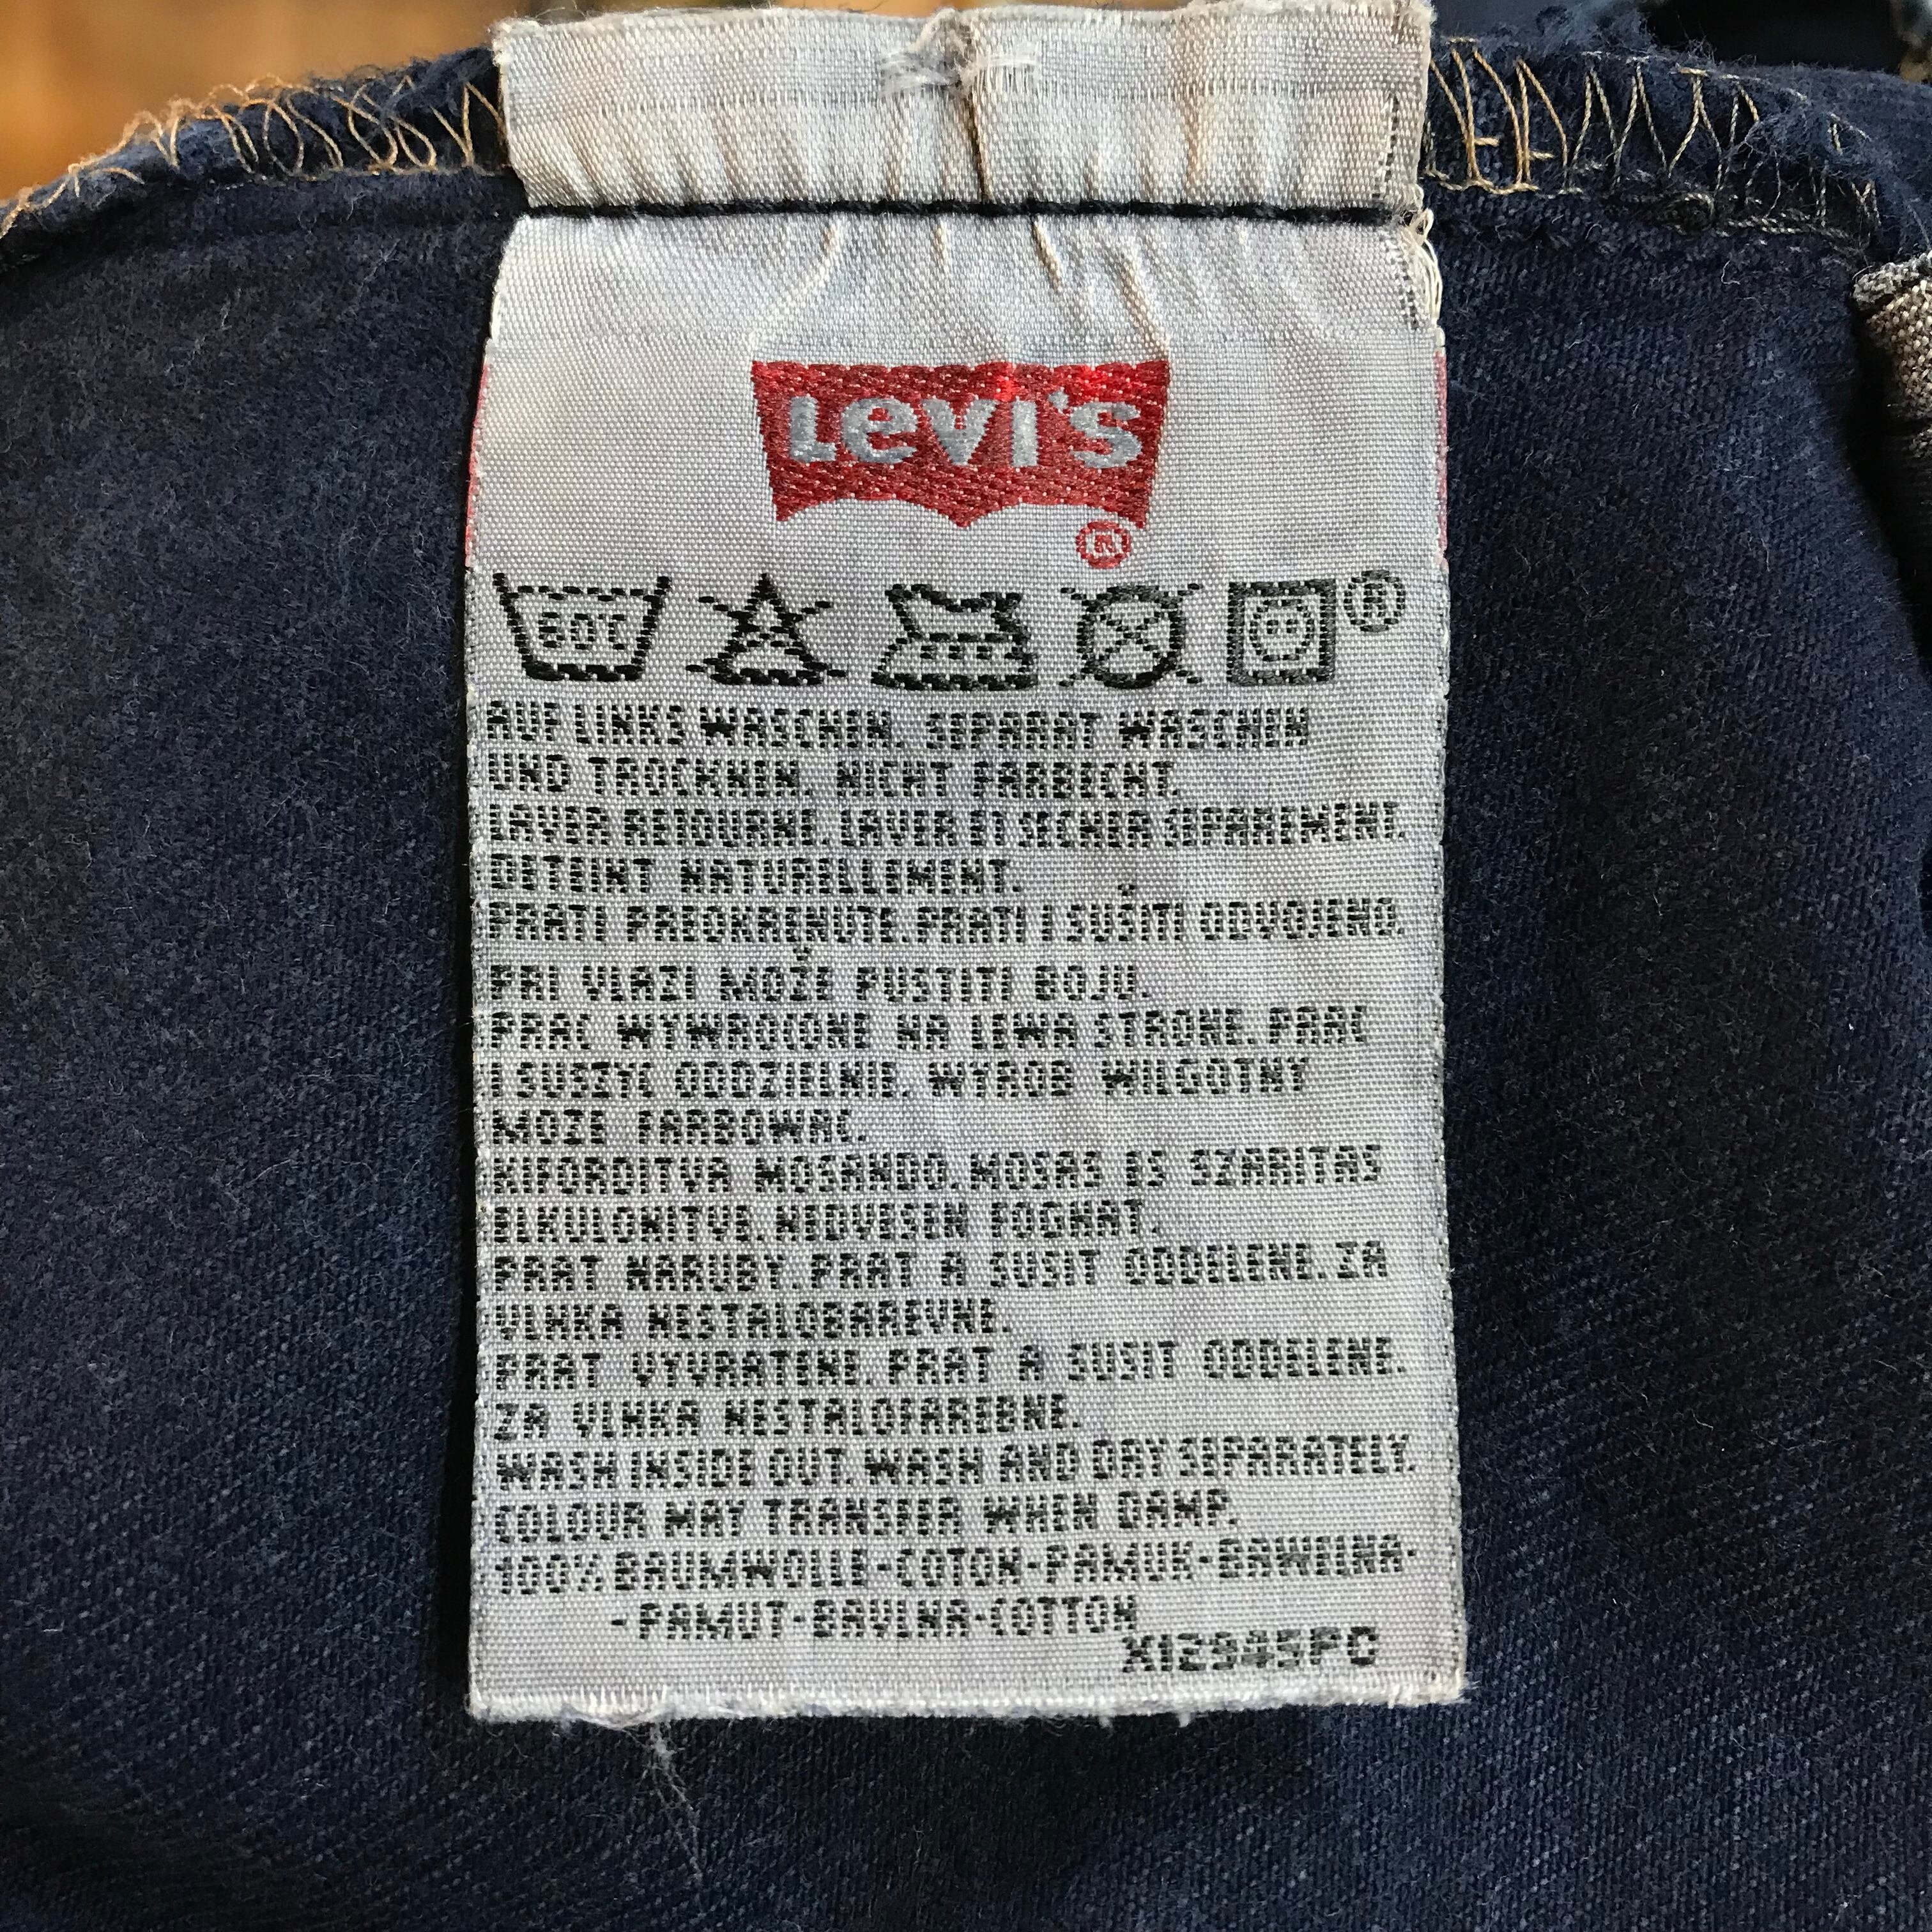 Levi's
®
60°C ®
AUF LINKS WASCHEN. SEPARAT WASCHEN
UND TROCKNEN. NICHT FARBECHT.
LAVER RETOURNE. LAVER ET SECHER SEPAREMENT.
DETEINT NATURELLEMENT.
PRATI PREOKRENUTE. PRATI I SUŠITI ODVOJENO.
PRI VLAZI MOŽE PUSTITI BOJU.
PRAC WYWROCONE NA LEWA STRONE. PRAC
I SUSZYC ODDZIELNIE. WYROB WILGOTNY
MOZE FARBOWAC.
KIFORDITVA MOSANDO. MOSAS ES SZARITAS
ELKULONITVE. NEDVESEN FOGHAT.
PRAT NARUBY. PRAT A SUSIT ODDELENE. ZA
VLHKA NESTALOBAREVNE.
PRAT VYVRATENE. PRAT A SUSIT ODDELENE.
ZA VLHKA NESTALOFAREBNE.
WASH INSIDE OUT. WASH AND DRY SEPARATELY.
COLOUR MAY TRANSFER WHEN DAMP.
100% BAUMWOLLE-COTON-PAMUK-BAWELNA-
-PAMUT-BAVLNA-COTTON
X12945PC